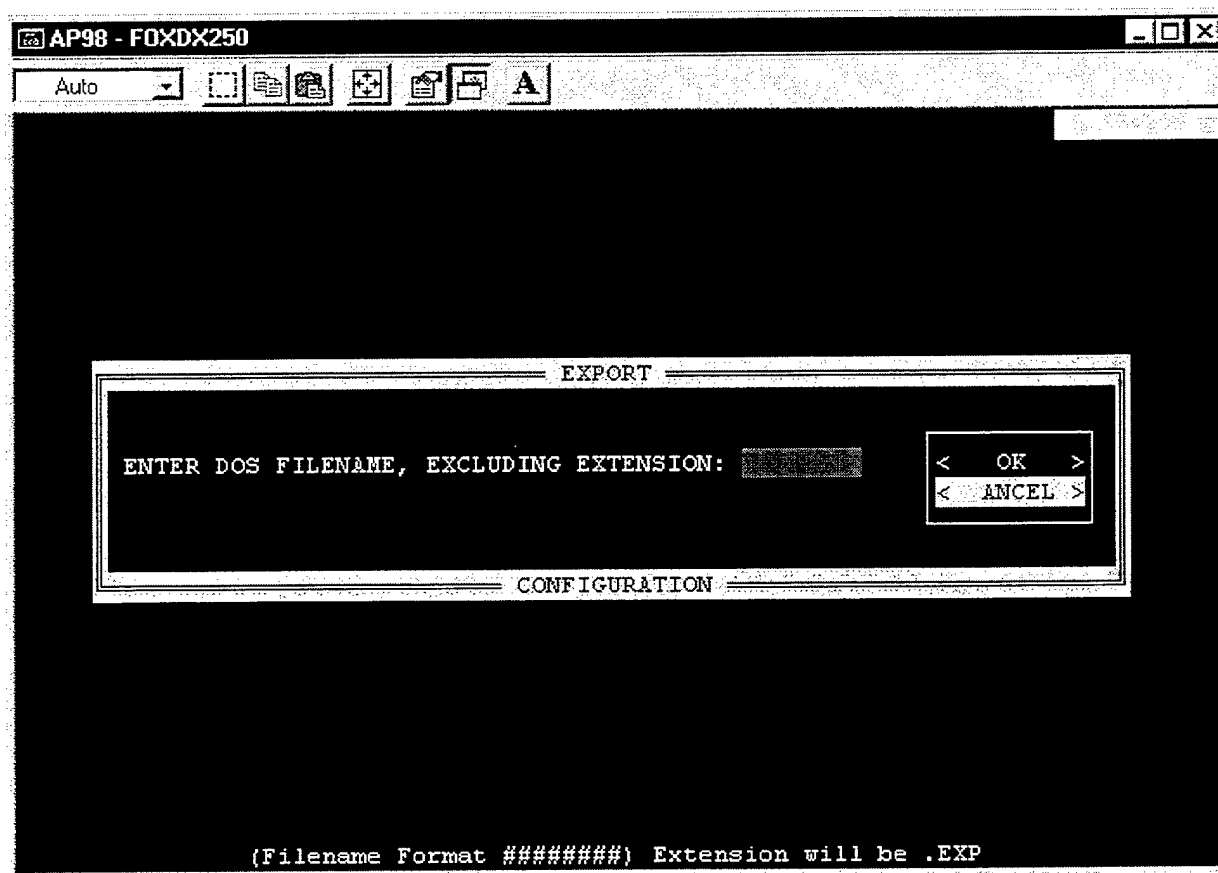 AP98 - FOXDX250
Auto
A
EXPORT
ENTER DOS FILENAME, EXCLUDING EXTENSION:
< OK >
< ANCEL >
CONFIGURATION
(Filename Format ########) Extension will be .EXP